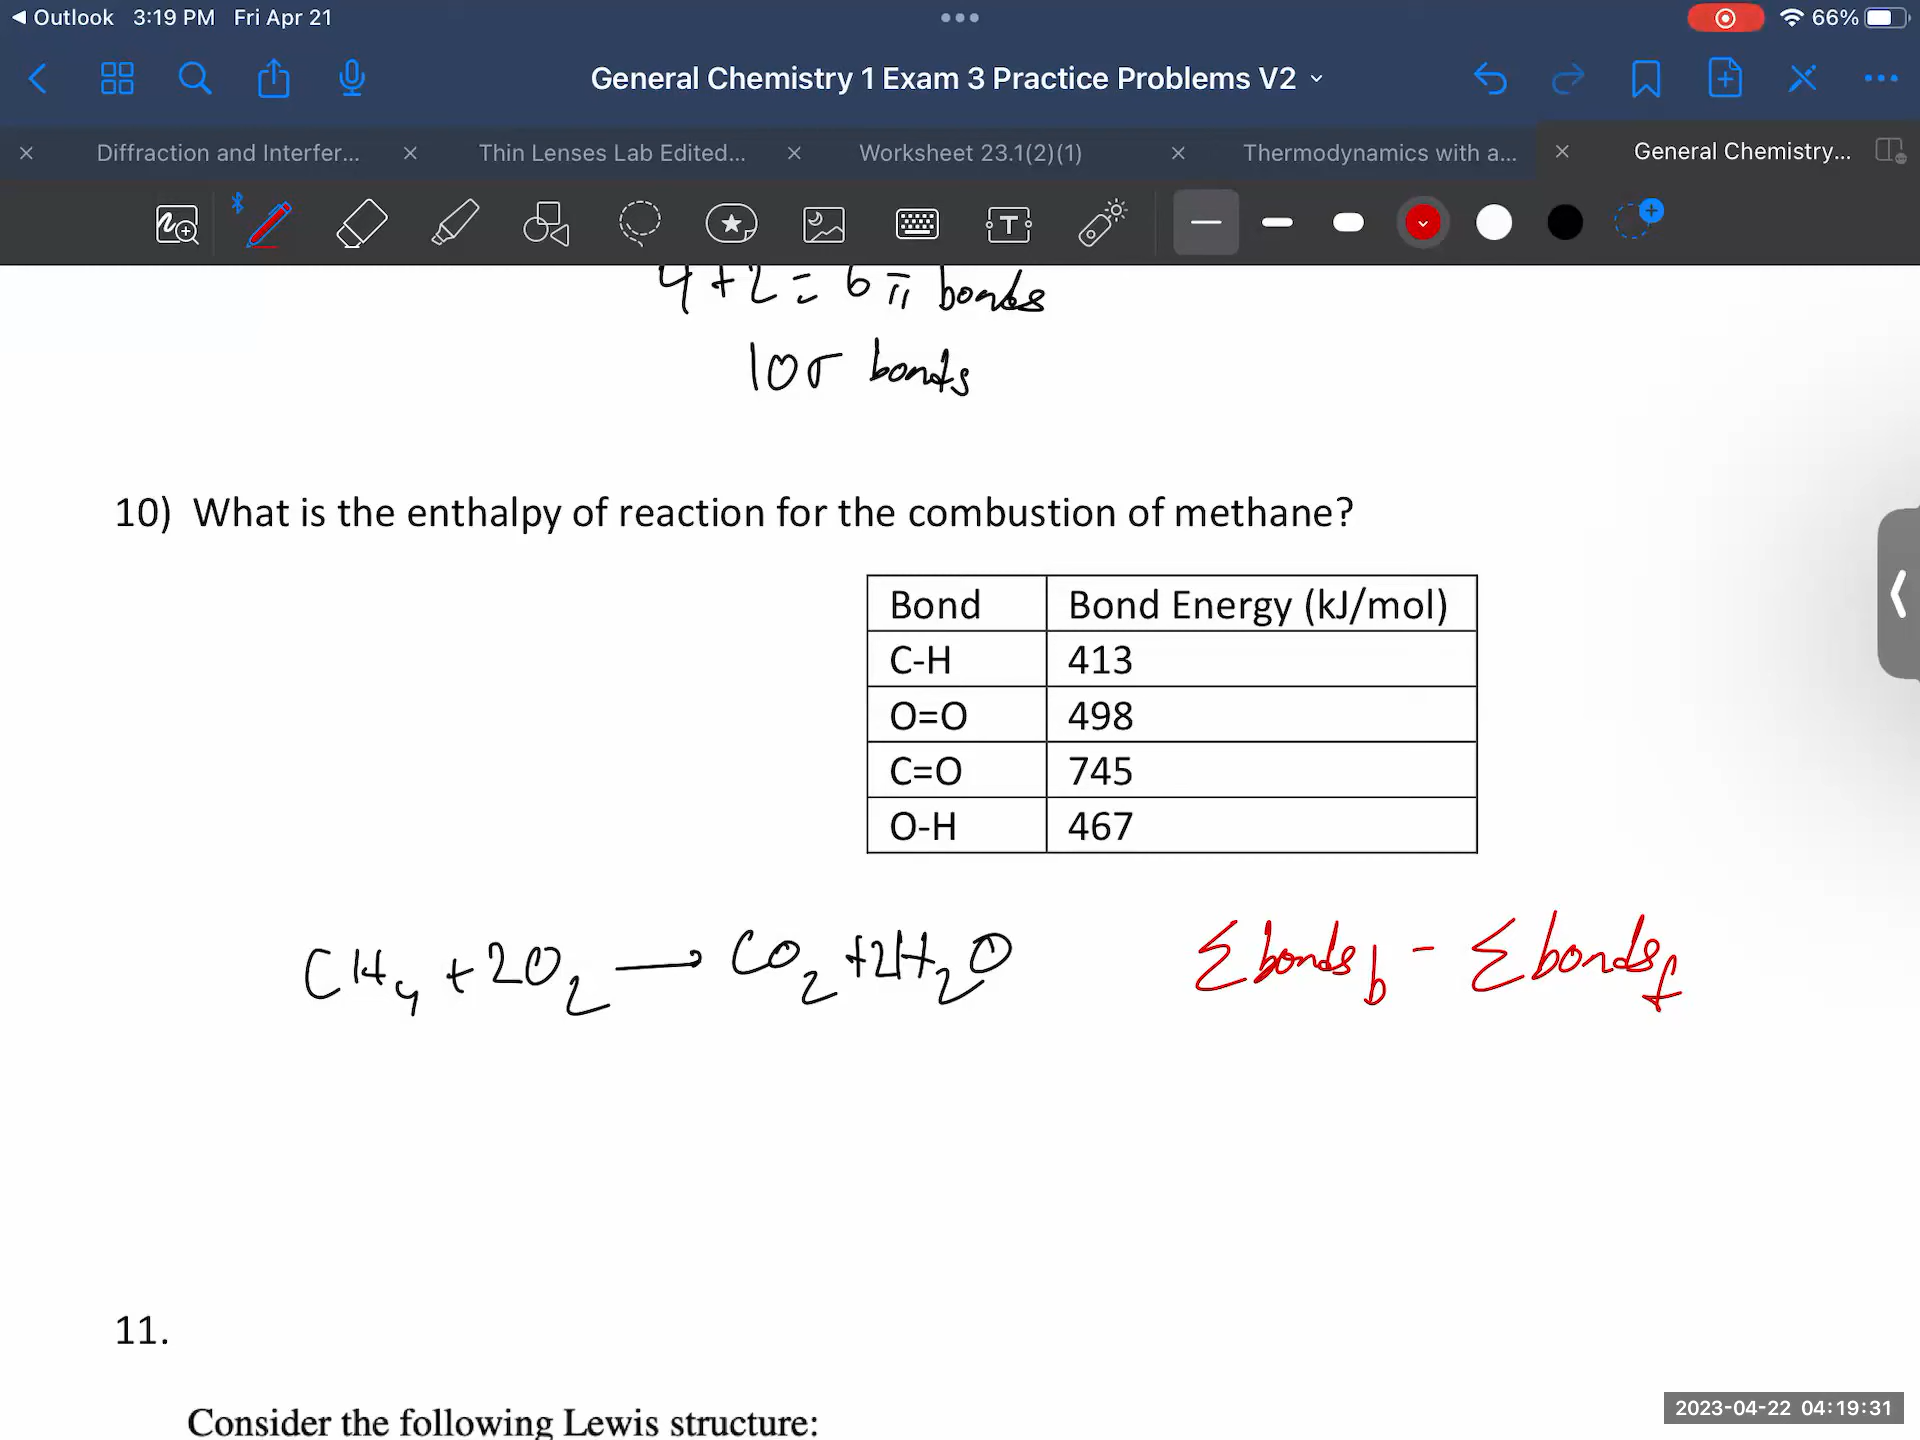 ◀ Outlook 3:19 PM Fri Apr 21
66%
General Chemistry 1 Exam 3 Practice Problems V2
Diffraction and Interfer... Thin Lenses Lab Edited... Worksheet 23.1(2)(1) Thermodynamics with a... General Chemistry...
4 + 2 = 6 π bonds
10 σ bonds
10) What is the enthalpy of reaction for the combustion of methane?
Bond Bond Energy (kJ/mol)
C-H 413
O=O 498
C=O 745
O-H 467
CH₄ + 2O₂ → CO₂ + 2H₂O Σ bonds_b - Σ bonds_f
11.
Consider the following Lewis structure:
2023-04-22 04:19:31